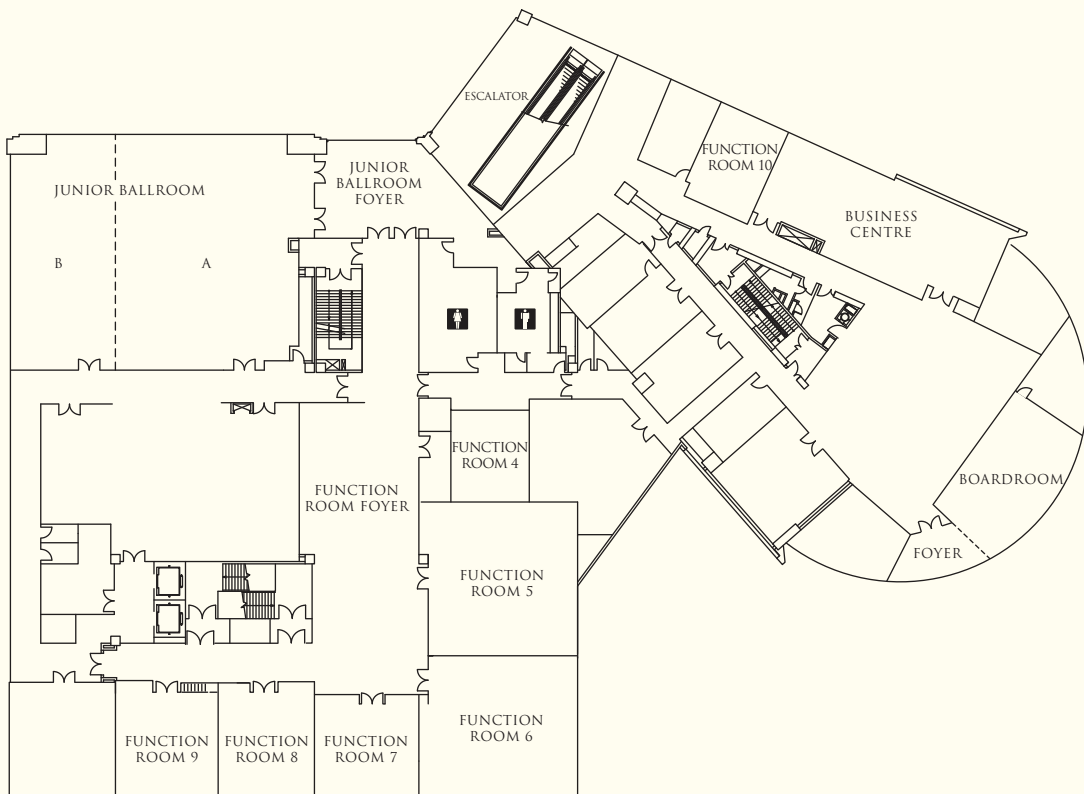 ESCALATOR
FUNCTION
ROOM 10
JUNIOR BALLROOM
JUNIOR
BALLROOM
FOYER
BUSINESS
CENTRE
B
A
FUNCTION
ROOM 4
BOARDROOM
FUNCTION
ROOM FOYER
FOYER
FUNCTION
ROOM 5
FUNCTION
ROOM 6
FUNCTION
ROOM 9
FUNCTION
ROOM 8
FUNCTION
ROOM 7